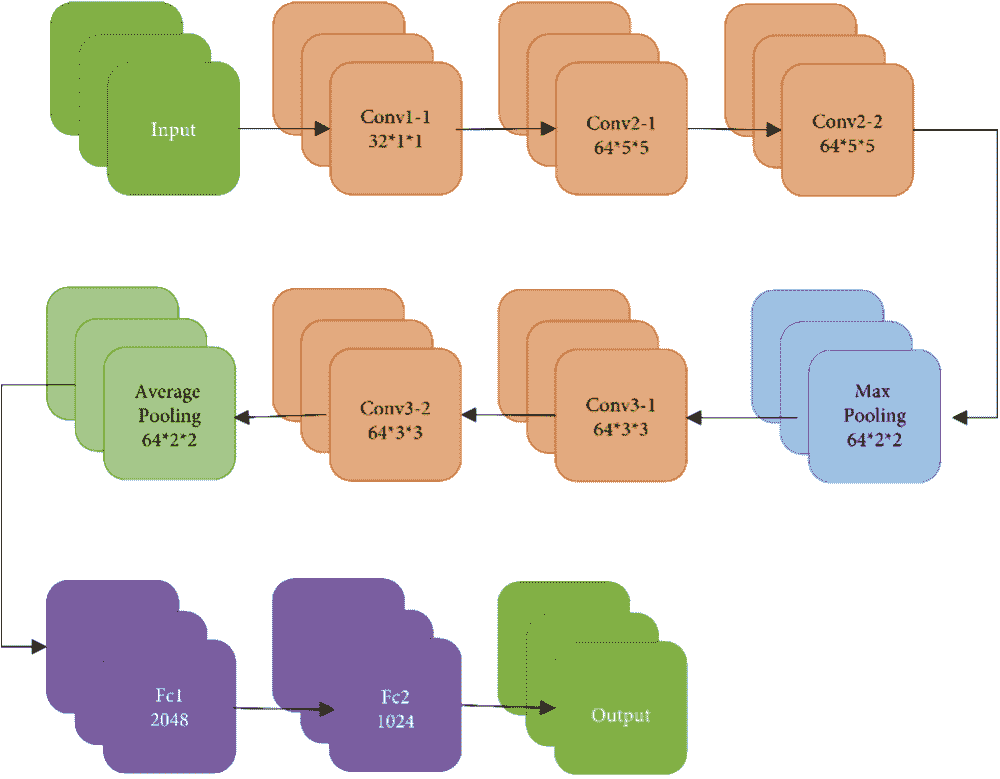 Input
Conv1-1
32*1*1
Conv2-1
64*5*5
Conv2-2
64*5*5
Max
Pooling
64*2*2
Conv3-1
64*3*3
Conv3-2
64*3*3
Average
Pooling
64*2*2
Fc1
2048
Fc2
1024
Output